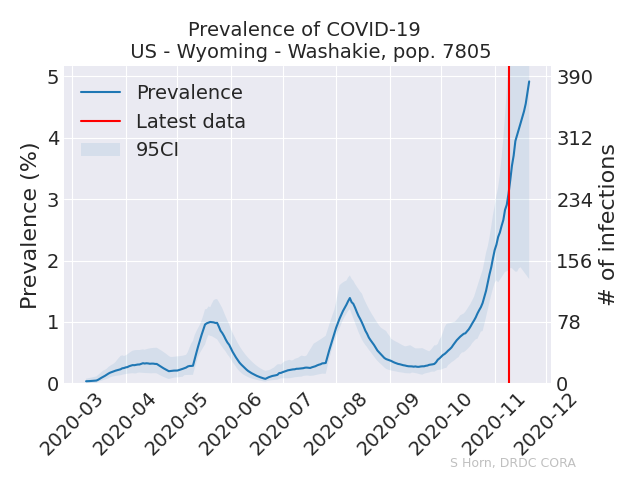 Prevalence of COVID-19
US - Wyoming - Washakie, pop. 7805
Prevalence
Latest data
95CI
Prevalence (%)
5
4
3
2
1
0
390
312
234
156
78
0
# of infections
2020-03
2020-04
2020-05
2020-06
2020-07
2020-08
2020-09
2020-10
2020-11
2020-12
S Horn, DRDC CORA